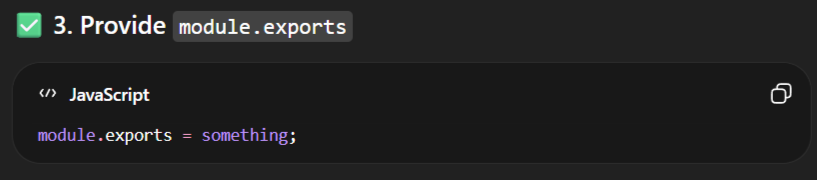 ✅ 3. Provide module.exports
</> JavaScript
module.exports = something;